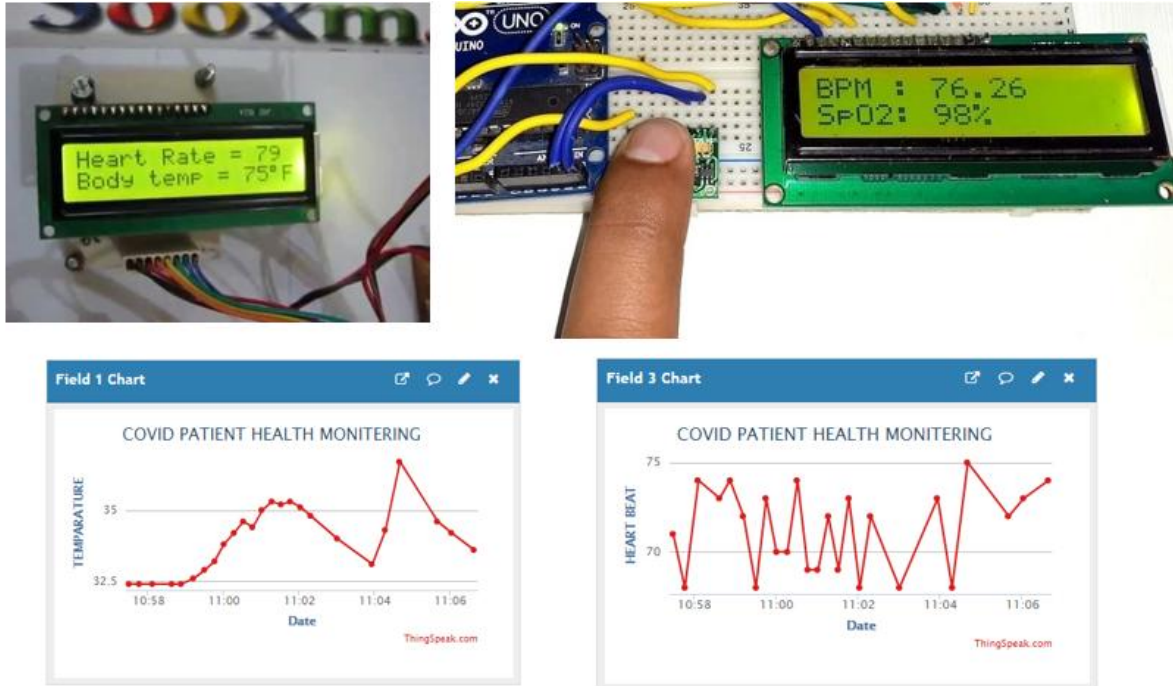 Heart Rate = 79
Body temp = 75°F
UNO
UINO
ON
BPM : 76.26
SpO2: 98%
25
Field 1 Chart
COVID PATIENT HEALTH MONITERING
TEMPARATURE
35
32.5
10:58 11:00 11:02 11:04 11:06
Date
ThingSpeak.com
Field 3 Chart
COVID PATIENT HEALTH MONITERING
HEART BEAT
75
70
10:58 11:00 11:02 11:04 11:06
Date
ThingSpeak.com